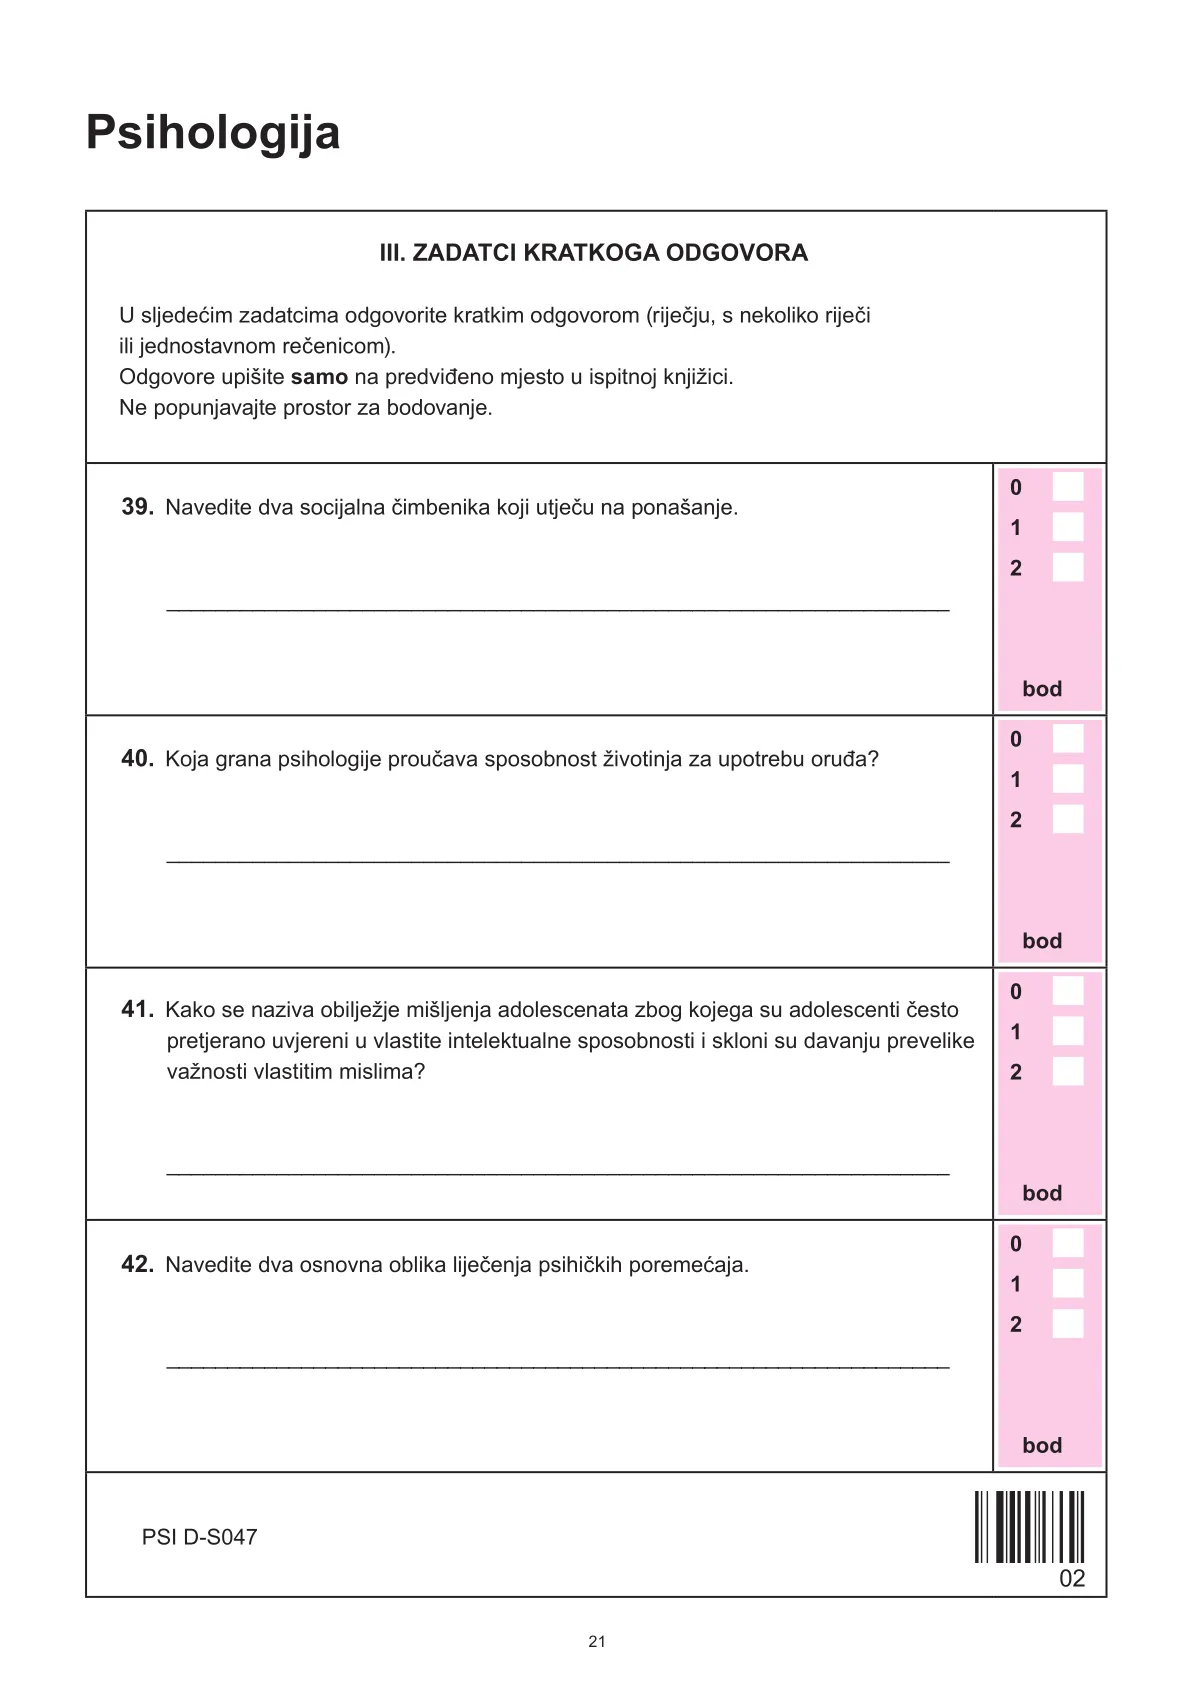 Psihologija
III. ZADATCI KRATKOGA ODGOVORA
U sljedećim zadatcima odgovorite kratkim odgovorom (riječju, s nekoliko riječi
ili jednostavnom rečenicom).
Odgovore upišite samo na predviđeno mjesto u ispitnoj knjižici.
Ne popunjavajte prostor za bodovanje.
39. Navedite dva socijalna čimbenika koji utječu na ponašanje.
0
1
2
bod
40. Koja grana psihologije proučava sposobnost životinja za upotrebu oruđa?
0
1
2
bod
41. Kako se naziva obilježje mišljenja adolescenata zbog kojega su adolescenti često
pretjerano uvjereni u vlastite intelektualne sposobnosti i skloni su davanju prevelike
važnosti vlastitim mislima?
0
1
2
bod
42. Navedite dva osnovna oblika liječenja psihičkih poremećaja.
0
1
2
bod
PSI D-S047
02
21